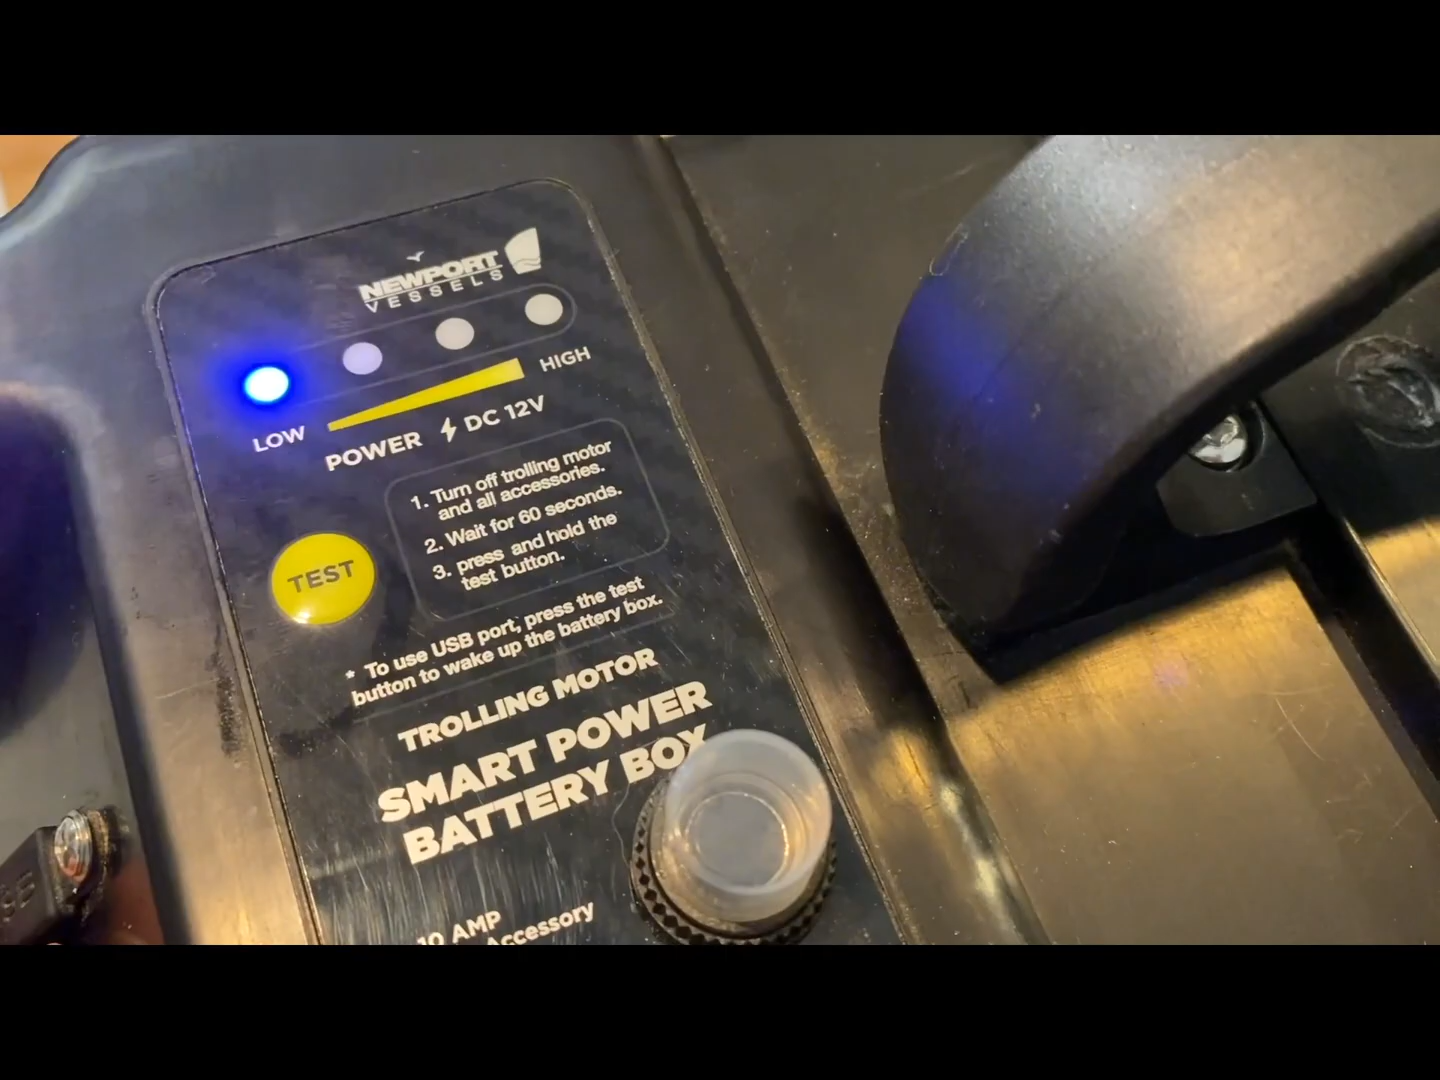 NEWPORT
VESSELS
LOW
HIGH
POWER DC 12V
1. Turn off trolling motor
and all accessories.
2. Wait for 60 seconds.
3. press and hold the
test button.
TEST
* To use USB port, press the test
button to wake up the battery box.
TROLLING MOTOR
SMART POWER
BATTERY BOX
10 AMP
Accessory